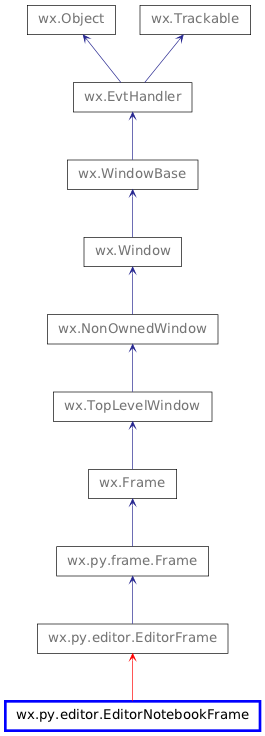 wx.Object
wx.Trackable
wx.EvtHandler
wx.WindowBase
wx.Window
wx.NonOwnedWindow
wx.TopLevelWindow
wx.Frame
wx.py.frame.Frame
wx.py.editor.EditorFrame
wx.py.editor.EditorNotebookFrame